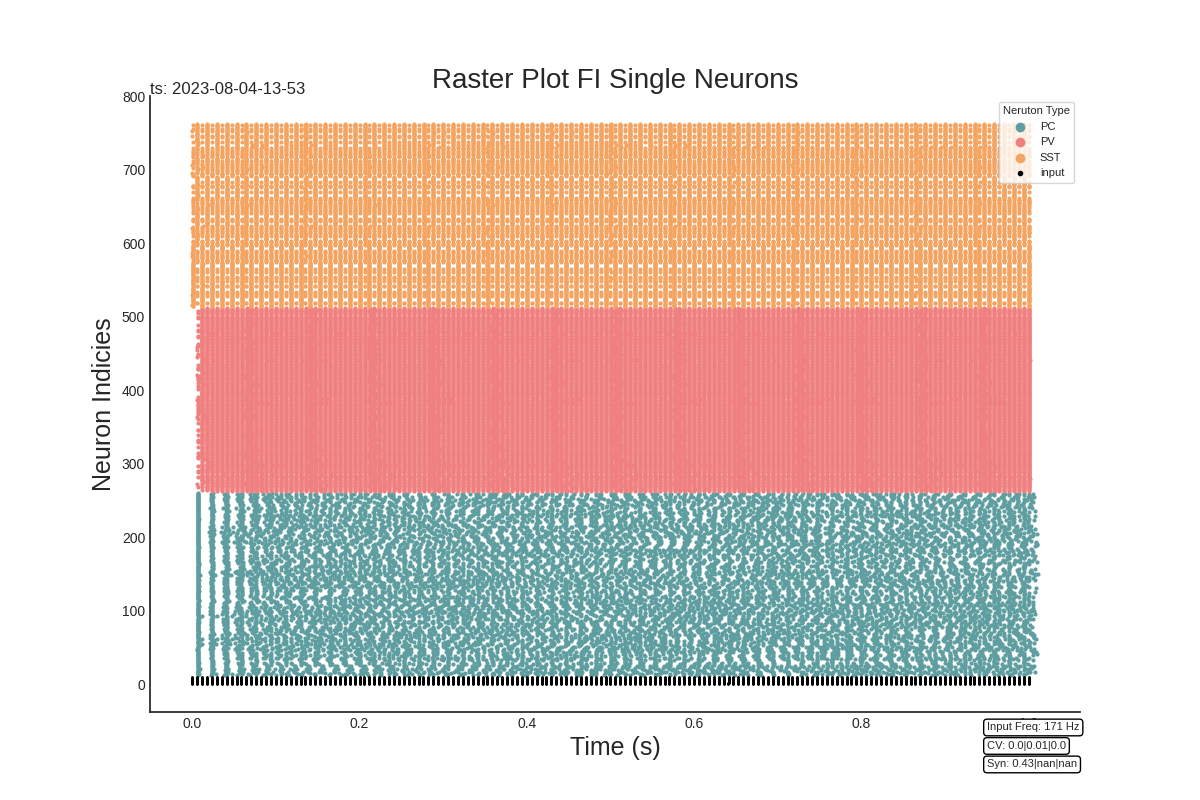 Raster Plot FI Single Neurons
ts: 2023-08-04-13-53
Neruton Type
PC
PV
SST
input
800
700
600
500
400
300
200
100
0
Neuron Indicies
0.0 0.2 0.4 0.6 0.8
Time (s)
Input Freq: 171 Hz
CV: 0.0|0.01|0.0
Syn: 0.43|nan|nan